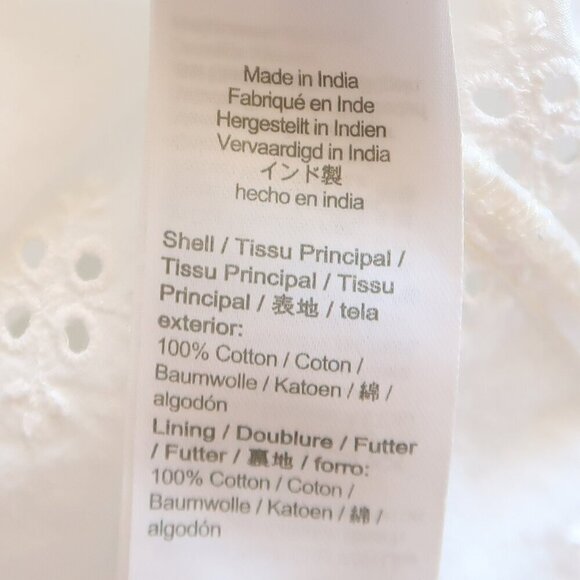 Made in India
Fabriqué en Inde
Hergestellt in Indien
Vervaardigd in India
インド製
hecho en india
Shell / Tissu Principal /
Tissu Principal / Tissu
Principal / 表地 / tela
exterior:
100% Cotton / Coton /
Baumwolle / Katoen / 綿 /
algodón
Lining / Doublure / Futter
/ Futter / 裏地 / forro:
100% Cotton / Coton /
Baumwolle / Katoen / 綿 /
algodón